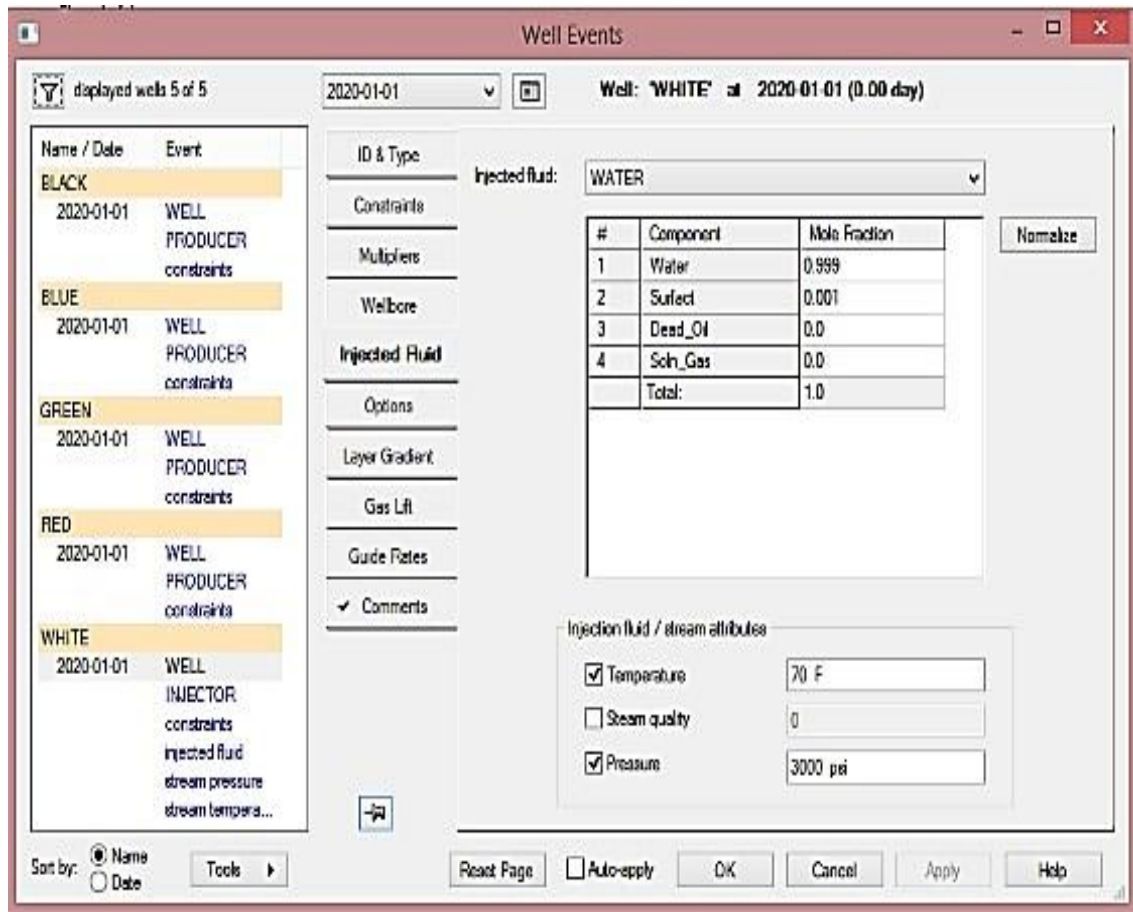 Well Events
displayed wells 5 of 5
2020-01-01
Well: 'WHITE' at 2020-01-01 (0.00 day)
Name / Date Event
BLACK
2020-01-01 WELL
PRODUCER
constraints
BLUE
2020-01-01 WELL
PRODUCER
constraints
GREEN
2020-01-01 WELL
PRODUCER
constraints
RED
2020-01-01 WELL
PRODUCER
constraints
WHITE
2020-01-01 WELL
INJECTOR
constraints
injected fluid
stream pressure
stream tempera...
ID & Type
Constraints
Multipliers
Wellbore
Injected Fluid
Options
Layer Gradient
Gas Lift
Guide Rates
Comments
Injected fluid: WATER
# Component Mole Fraction
1 Water 0.999
2 Surfact 0.001
3 Dead_Oil 0.0
4 Soln_Gas 0.0
Total: 1.0
Normalize
Injection fluid / stream attributes
Temperature 70 F
Steam quality 0
Pressure 3000 psi
Sort by: Name
Date
Tools
Reset Page
Auto-apply
OK
Cancel
Apply
Help